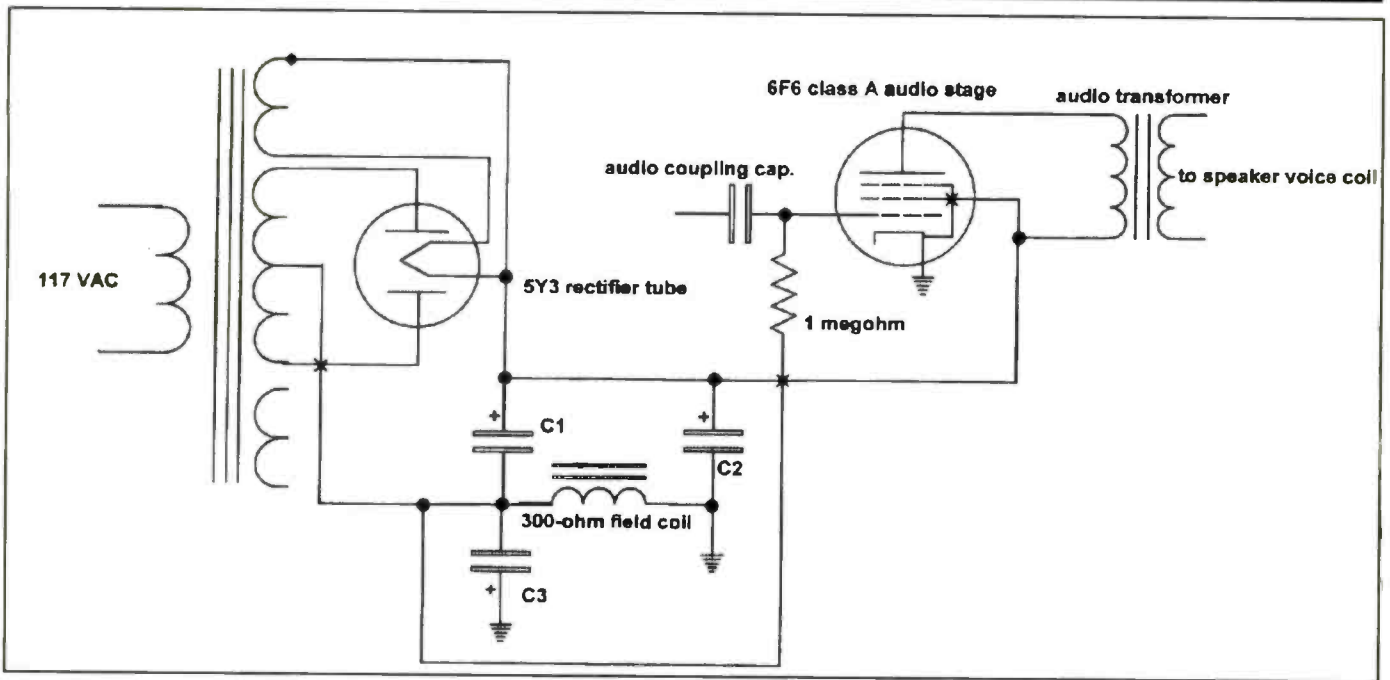 6F6 class A audio stage
audio transformer
audio coupling cap.
to speaker voice coil
117 VAC
5Y3 rectifier tube
1 megohm
+
C1
+
C2
300-ohm field coil
+
C3